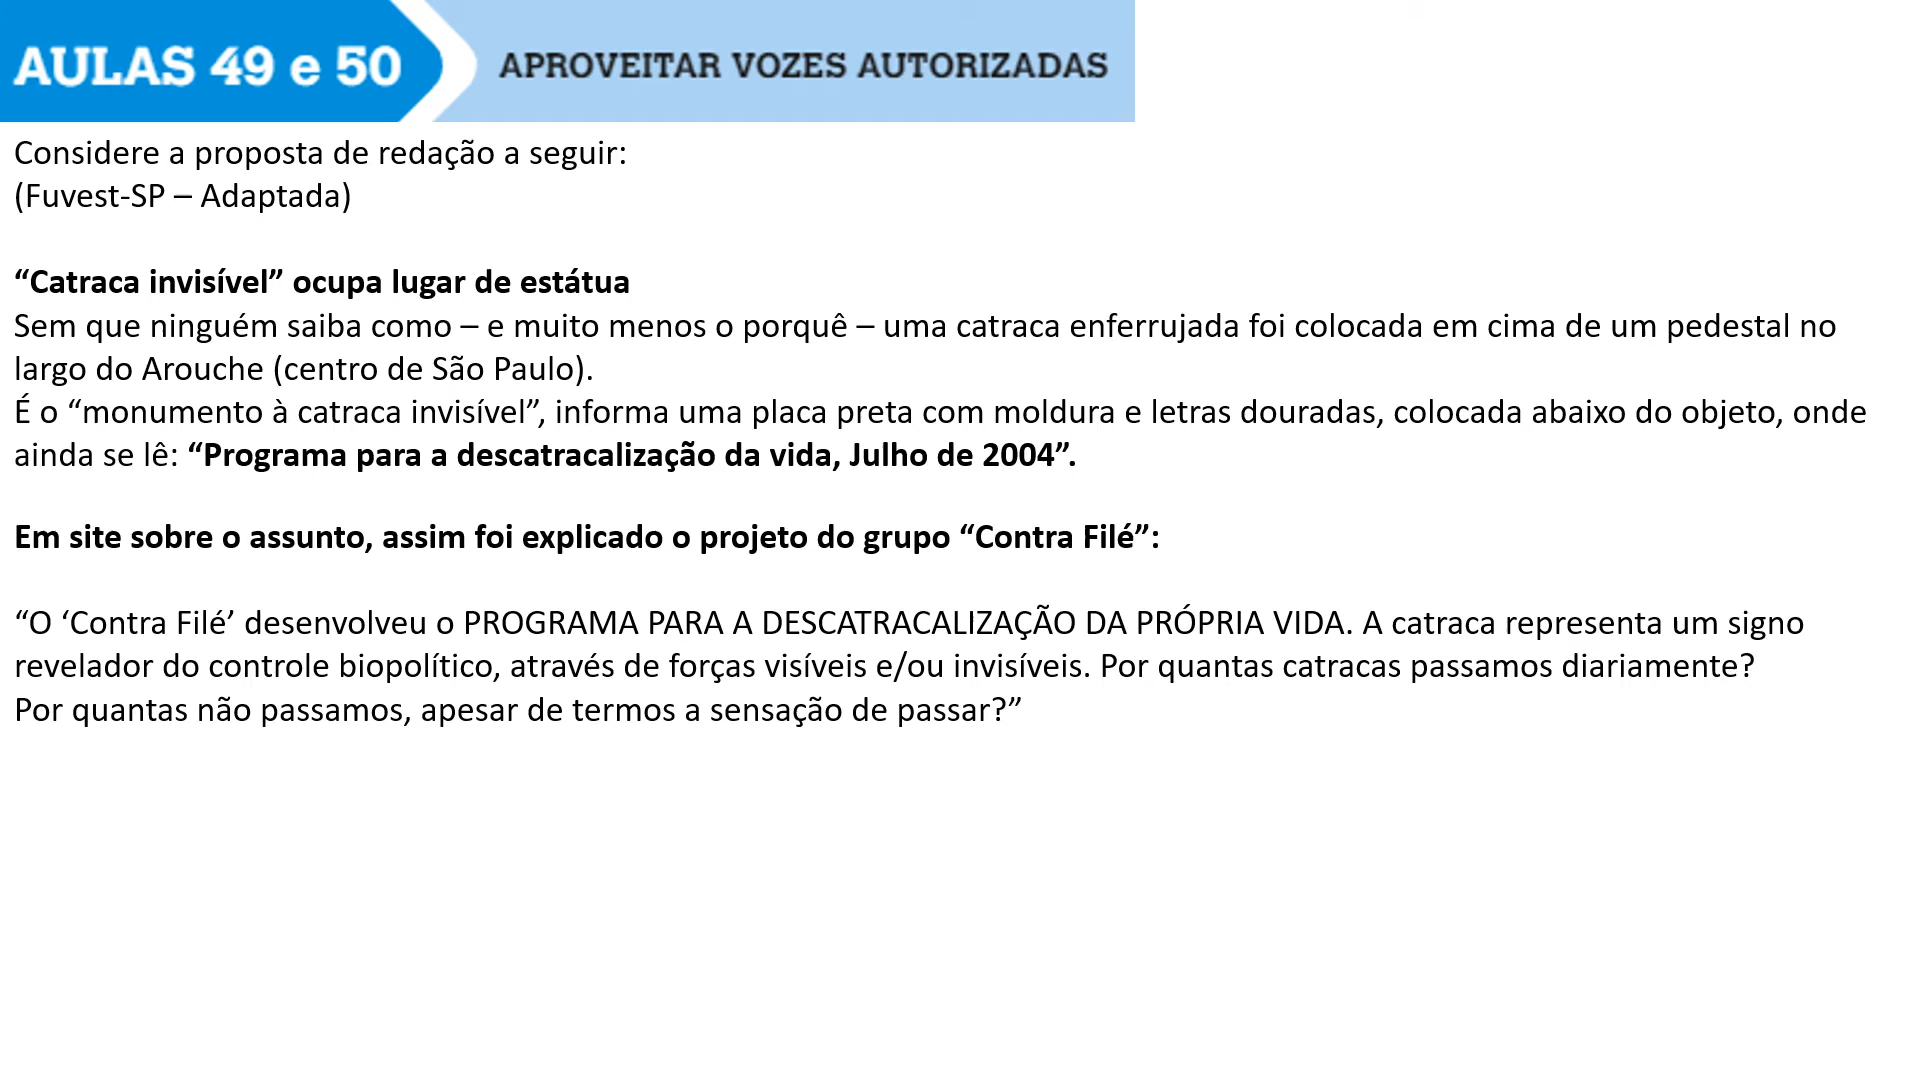 AULAS 49 e 50
APROVEITAR VOZES AUTORIZADAS
Considere a proposta de redação a seguir:
(Fuvest-SP – Adaptada)
“Catraca invisível” ocupa lugar de estátua
Sem que ninguém saiba como – e muito menos o porquê – uma catraca enferrujada foi colocada em cima de um pedestal no
largo do Arouche (centro de São Paulo).
É o “monumento à catraca invisível”, informa uma placa preta com moldura e letras douradas, colocada abaixo do objeto, onde
ainda se lê: “Programa para a descatracalização da vida, Julho de 2004”.
Em site sobre o assunto, assim foi explicado o projeto do grupo “Contra Filé”:
“O ‘Contra Filé’ desenvolveu o PROGRAMA PARA A DESCATRACALIZAÇÃO DA PRÓPRIA VIDA. A catraca representa um signo
revelador do controle biopolítico, através de forças visíveis e/ou invisíveis. Por quantas catracas passamos diariamente?
Por quantas não passamos, apesar de termos a sensação de passar?”